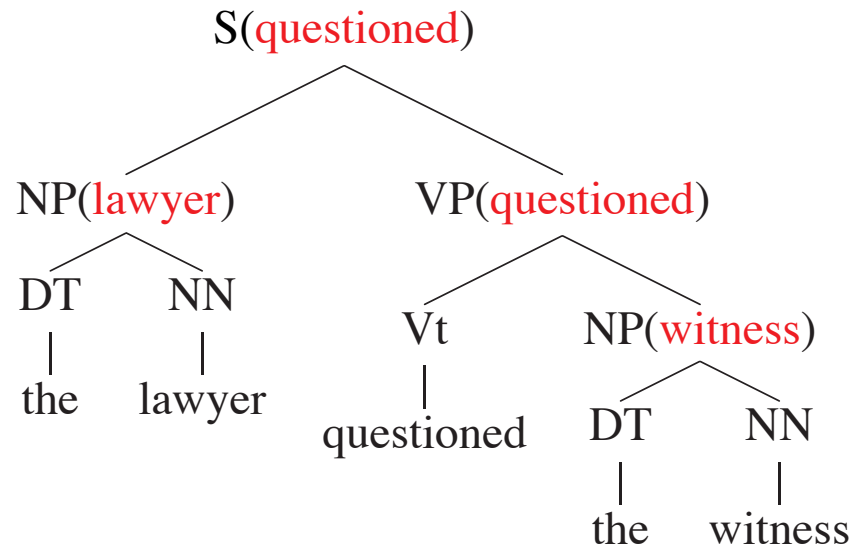 S(questioned)
NP(lawyer) VP(questioned)
DT NN
Vt NP(witness)
the lawyer
questioned DT NN
the witness